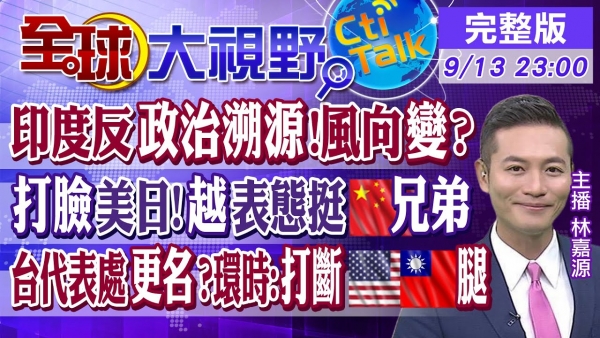 全球大視野
Cti Talk
完整版
9/13 23:00
印度反政治溯源!風向變?
打臉美日!越表態挺🇨🇳兄弟
台代表處更名?環時:打斷🇺🇸🇹🇼腿
主播 林嘉源